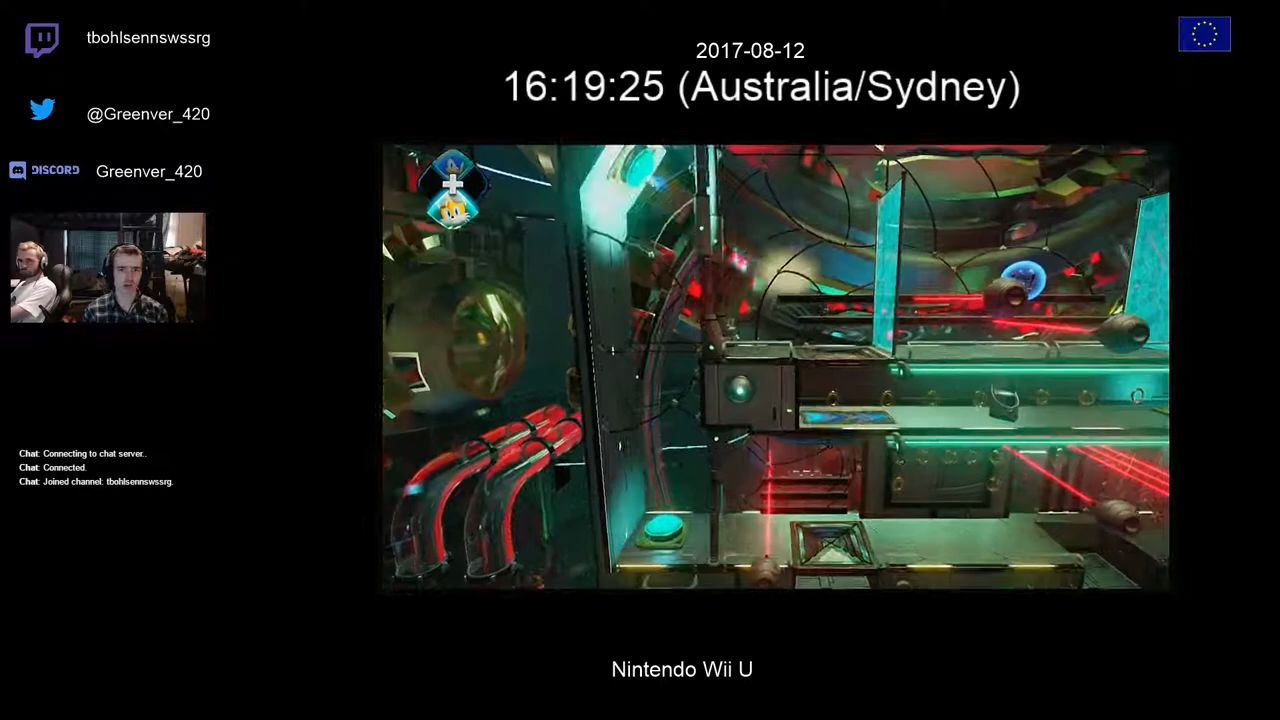 tbohlsennswssrg
@Greenver_420
DISCORD Greenver_420
2017-08-12
16:19:25 (Australia/Sydney)
Chat: Connecting to chat server..
Chat: Connected.
Chat: Joined channel: tbohlsennswssrg.
Nintendo Wii U